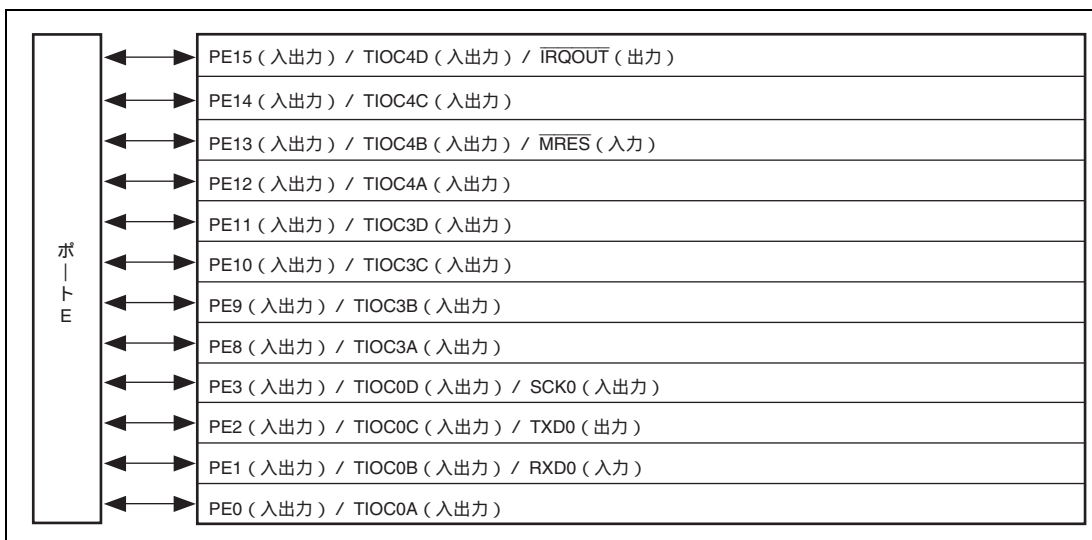 ポートE
PE15（入出力）/ TIOC4D（入出力）/ I̅R̅Q̅O̅U̅T̅（出力）
PE14（入出力）/ TIOC4C（入出力）
PE13（入出力）/ TIOC4B（入出力）/ M̅R̅E̅S̅（入力）
PE12（入出力）/ TIOC4A（入出力）
PE11（入出力）/ TIOC3D（入出力）
PE10（入出力）/ TIOC3C（入出力）
PE9（入出力）/ TIOC3B（入出力）
PE8（入出力）/ TIOC3A（入出力）
PE3（入出力）/ TIOC0D（入出力）/ SCK0（入出力）
PE2（入出力）/ TIOC0C（入出力）/ TXD0（出力）
PE1（入出力）/ TIOC0B（入出力）/ RXD0（入力）
PE0（入出力）/ TIOC0A（入出力）